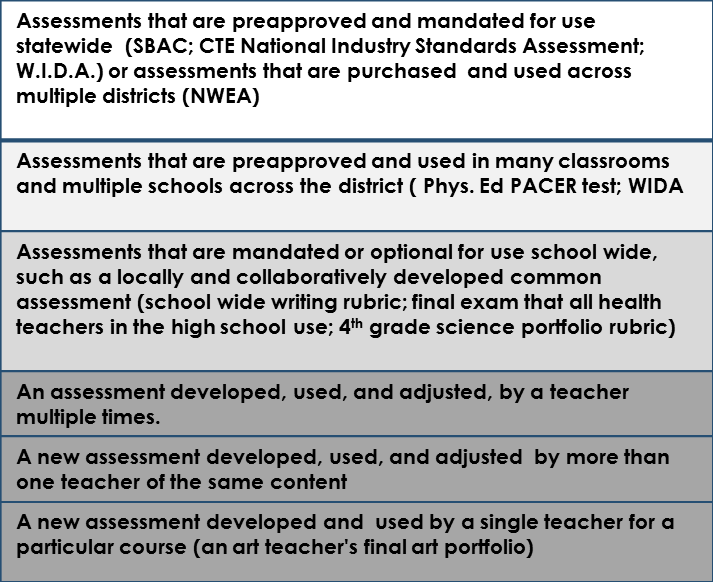 Assessments that are preapproved and mandated for use
statewide  (SBAC; CTE National Industry Standards Assessment;
W.I.D.A.) or assessments that are purchased  and used across
multiple districts (NWEA)
Assessments that are preapproved and used in many classrooms
and multiple schools across the district ( Phys. Ed PACER test; WIDA
Assessments that are mandated or optional for use school wide,
such as a locally and collaboratively developed common
assessment (school wide writing rubric; final exam that all health
teachers in the high school use; 4th grade science portfolio rubric)
An assessment developed, used, and adjusted, by a teacher
multiple times.
A new assessment developed, used, and adjusted  by more than
one teacher of the same content
A new assessment developed and  used by a single teacher for a
particular course (an art teacher's final art portfolio)